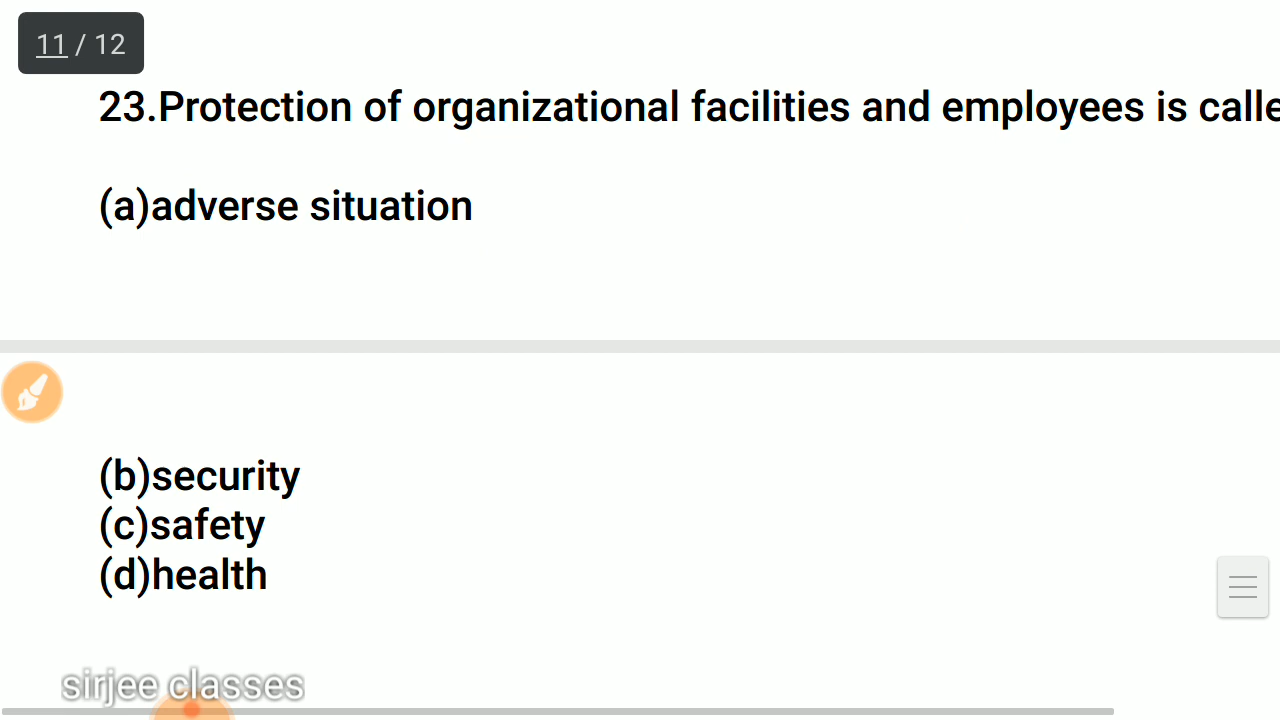 11 / 12
23.Protection of organizational facilities and employees is calle
(a)adverse situation
(b)security
(c)safety
(d)health
sirjee classes